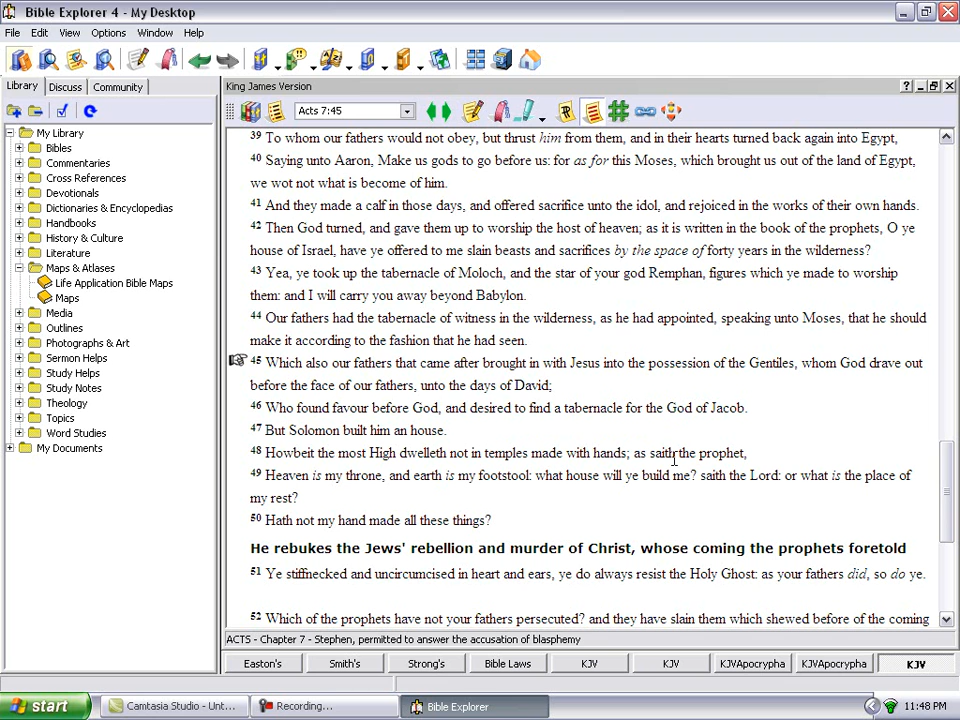 Bible Explorer 4 - My Desktop
File Edit View Options Window Help
Library Discuss Community
My Library
Bibles
Commentaries
Cross References
Devotionals
Dictionaries & Encyclopedias
Handbooks
History & Culture
Literature
Maps & Atlases
Life Application Bible Maps
Maps
Media
Outlines
Photographs & Art
Sermon Helps
Study Helps
Study Notes
Theology
Topics
Word Studies
My Documents
King James Version
Acts 7:45
39 To whom our fathers would not obey, but thrust him from them, and in their hearts turned back again into Egypt,
40 Saying unto Aaron, Make us gods to go before us: for as for this Moses, which brought us out of the land of Egypt,
we wot not what is become of him.
41 And they made a calf in those days, and offered sacrifice unto the idol, and rejoiced in the works of their own hands.
42 Then God turned, and gave them up to worship the host of heaven; as it is written in the book of the prophets, O ye
house of Israel, have ye offered to me slain beasts and sacrifices by the space of forty years in the wilderness?
43 Yea, ye took up the tabernacle of Moloch, and the star of your god Remphan, figures which ye made to worship
them: and I will carry you away beyond Babylon.
44 Our fathers had the tabernacle of witness in the wilderness, as he had appointed, speaking unto Moses, that he should
make it according to the fashion that he had seen.
45 Which also our fathers that came after brought in with Jesus into the possession of the Gentiles, whom God drave out
before the face of our fathers, unto the days of David;
46 Who found favour before God, and desired to find a tabernacle for the God of Jacob.
47 But Solomon built him an house.
48 Howbeit the most High dwelleth not in temples made with hands; as saith the prophet,
49 Heaven is my throne, and earth is my footstool: what house will ye build me? saith the Lord: or what is the place of
my rest?
50 Hath not my hand made all these things?
He rebukes the Jews' rebellion and murder of Christ, whose coming the prophets foretold
51 Ye stiffnecked and uncircumcised in heart and ears, ye do always resist the Holy Ghost: as your fathers did, so do ye.
52 Which of the prophets have not your fathers persecuted? and they have slain them which shewed before of the coming
ACTS - Chapter 7 - Stephen, permitted to answer the accusation of blasphemy
Easton's Smith's Strong's Bible Laws KJV KJV KJVApocrypha KJVApocrypha KJV
start Camtasia Studio - Unt... Recording... Bible Explorer 11:48 PM